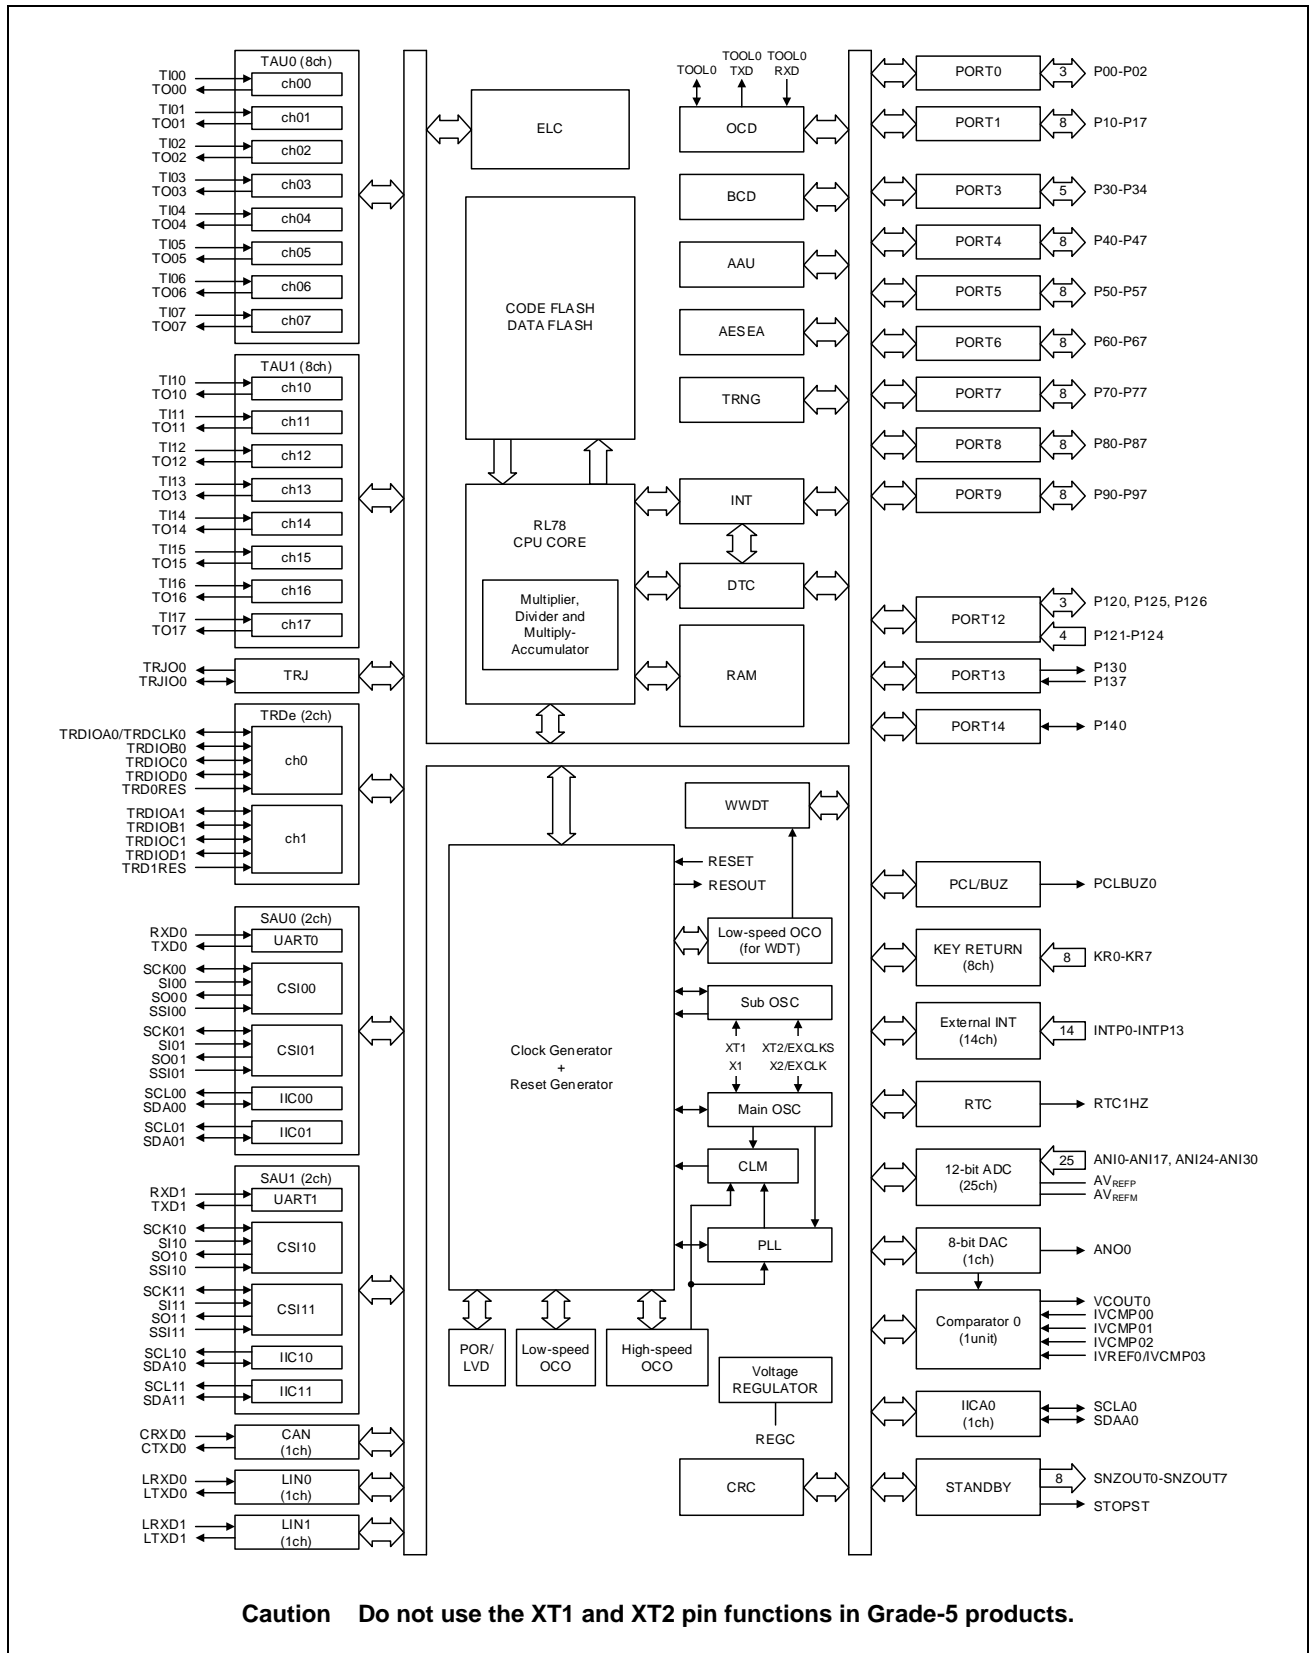 TAU0 (8ch)
TI00
TO00
ch00
TI01
TO01
ch01
TI02
TO02
ch02
TI03
TO03
ch03
TI04
TO04
ch04
TI05
TO05
ch05
TI06
TO06
ch06
TI07
TO07
ch07
TAU1 (8ch)
TI10
TO10
ch10
TI11
TO11
ch11
TI12
TO12
ch12
TI13
TO13
ch13
TI14
TO14
ch14
TI15
TO15
ch15
TI16
TO16
ch16
TI17
TO17
ch17
TRJO0
TRJIO0
TRJ
TRDe (2ch)
TRDIOA0/TRDCLK0
TRDIOB0
TRDIOC0
TRDIOD0
TRD0RES
ch0
TRDIOA1
TRDIOB1
TRDIOC1
TRDIOD1
TRD1RES
ch1
SAU0 (2ch)
RXD0
TXD0
UART0
SCK00
SI00
SO00
SSI00
CSI00
SCK01
SI01
SO01
SSI01
CSI01
SCL00
SDA00
IIC00
SCL01
SDA01
IIC01
SAU1 (2ch)
RXD1
TXD1
UART1
SCK10
SI10
SO10
SSI10
CSI10
SCK11
SI11
SO11
SSI11
CSI11
SCL10
SDA10
IIC10
SCL11
SDA11
IIC11
CRXD0
CTXD0
CAN
(1ch)
LRXD0
LTXD0
LIN0
(1ch)
LRXD1
LTXD1
LIN1
(1ch)
ELC
CODE FLASH
DATA FLASH
RL78
CPU CORE
Multiplier,
Divider and
Multiply-
Accumulator
TOOL0
TOOL0
TXD
TOOL0
RXD
OCD
BCD
AAU
AESEA
TRNG
INT
DTC
RAM
WWDT
RESET
RESOUT
Low-speed OCO
(for WDT)
Sub OSC
XT1
XT2/EXCLKS
X1
X2/EXCLK
Main OSC
CLM
PLL
Clock Generator
+
Reset Generator
POR/
LVD
Low-speed
OCO
High-speed
OCO
Voltage
REGULATOR
REGC
CRC
PORT0
3
P00-P02
PORT1
8
P10-P17
PORT3
5
P30-P34
PORT4
8
P40-P47
PORT5
8
P50-P57
PORT6
8
P60-P67
PORT7
8
P70-P77
PORT8
8
P80-P87
PORT9
8
P90-P97
PORT12
3
P120, P125, P126
4
P121-P124
PORT13
P130
P137
PORT14
P140
PCL/BUZ
PCLBUZ0
KEY RETURN
(8ch)
8
KR0-KR7
External INT
(14ch)
14
INTP0-INTP13
RTC
RTC1HZ
12-bit ADC
(25ch)
25
ANI0-ANI17, ANI24-ANI30
AVREFP
AVREFM
8-bit DAC
(1ch)
ANO0
Comparator 0
(1unit)
VCOUT0
IVCMP00
IVCMP01
IVCMP02
IVREF0/IVCMP03
IICA0
(1ch)
SCLA0
SDAA0
STANDBY
8
SNZOUT0-SNZOUT7
STOPST
Caution Do not use the XT1 and XT2 pin functions in Grade-5 products.